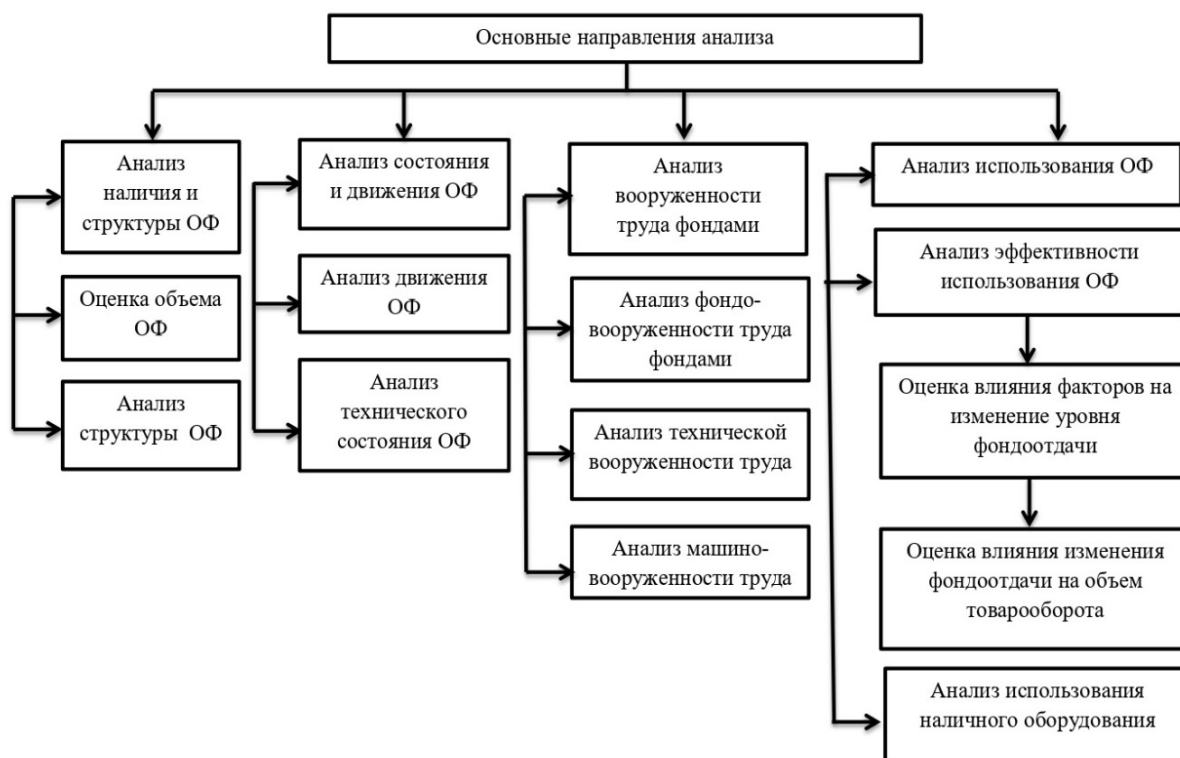 Основные направления анализа
Анализ
наличия и
структуры ОФ
Оценка объема
ОФ
Анализ
структуры ОФ
Анализ состояния
и движения ОФ
Анализ движения
ОФ
Анализ
технического
состояния ОФ
Анализ
вооруженности
труда фондами
Анализ фондо-
вооруженности труда
фондами
Анализ технической
вооруженности труда
Анализ машино-
вооруженности труда
Анализ использования ОФ
Анализ эффективности
использования ОФ
Оценка влияния факторов на
изменение уровня
фондоотдачи
Оценка влияния изменения
фондоотдачи на объем
товарооборота
Анализ использования
наличного оборудования